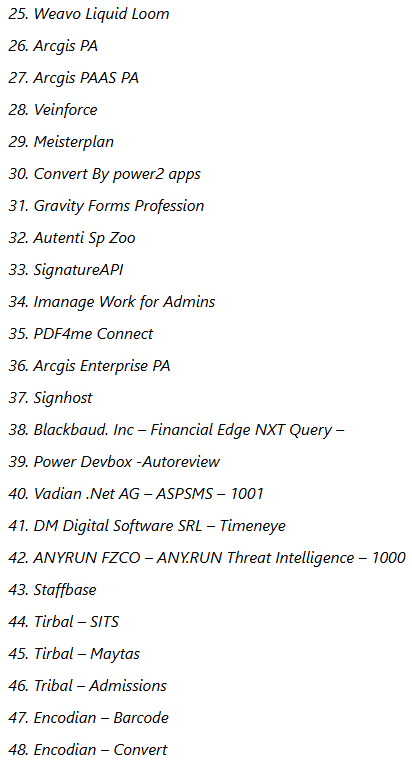 25. Weavo Liquid Loom
26. Arcgis PA
27. Arcgis PAAS PA
28. Veinforce
29. Meisterplan
30. Convert By power2 apps
31. Gravity Forms Profession
32. Autenti Sp Zoo
33. SignatureAPI
34. Imanage Work for Admins
35. PDF4me Connect
36. Arcgis Enterprise PA
37. Signhost
38. Blackbaud. Inc – Financial Edge NXT Query –
39. Power Devbox -Autoreview
40. Vadian .Net AG – ASPSMS – 1001
41. DM Digital Software SRL – Timeneye
42. ANYRUN FZCO – ANY.RUN Threat Intelligence – 1000
43. Staffbase
44. Tirbal – SITS
45. Tirbal – Maytas
46. Tribal – Admissions
47. Encodian – Barcode
48. Encodian – Convert